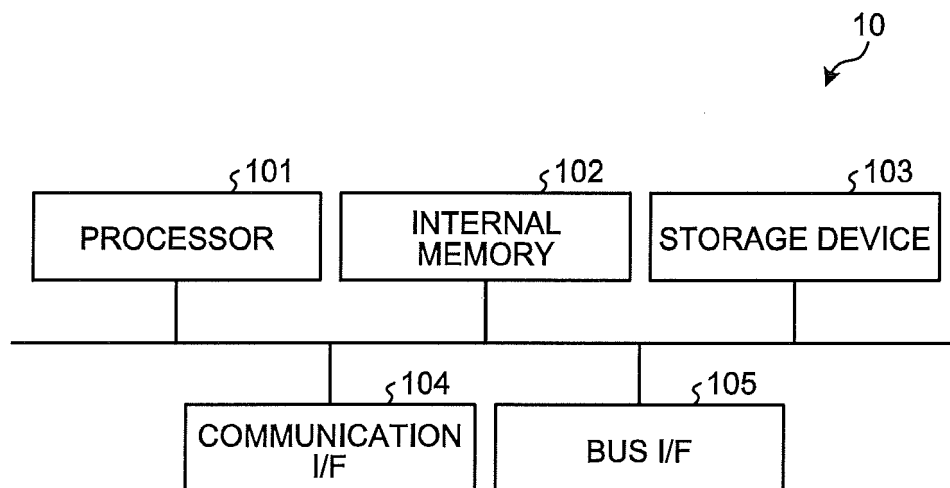 10
101
PROCESSOR
102
INTERNAL
MEMORY
103
STORAGE DEVICE
104
COMMUNICATION
I/F
105
BUS I/F